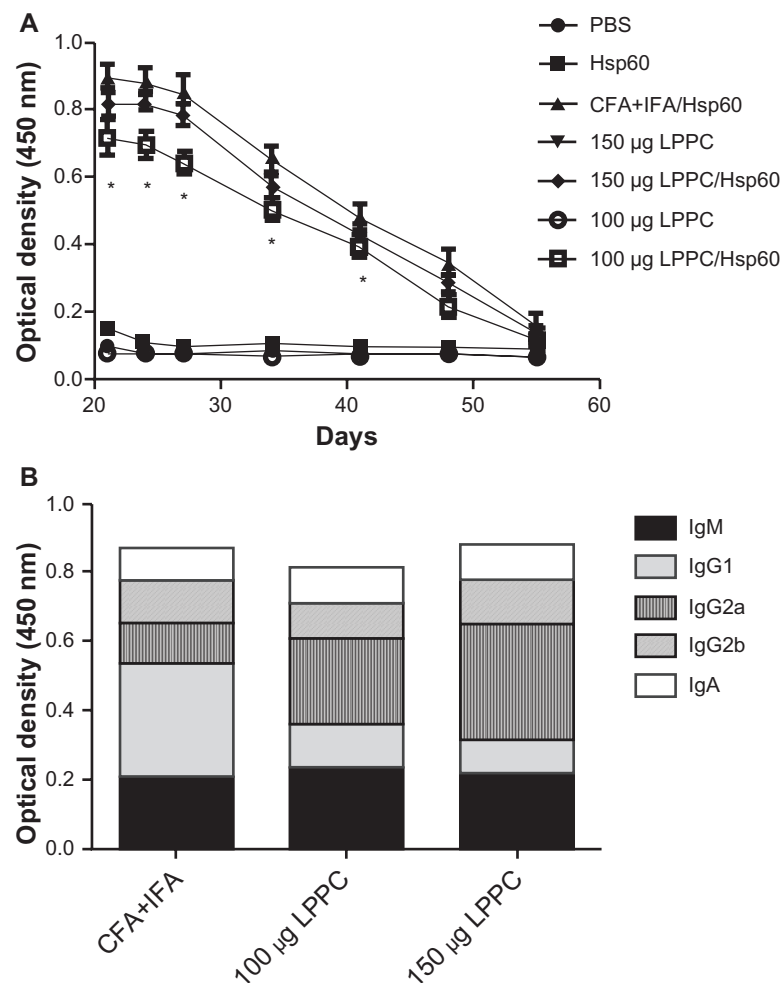 A
Optical density (450 nm)
1.0
0.8
0.6
0.4
0.2
0.0
20
30
40
50
60
Days
*
*
*
*
*
PBS
Hsp60
CFA+IFA/Hsp60
150 µg LPPC
150 µg LPPC/Hsp60
100 µg LPPC
100 µg LPPC/Hsp60
B
Optical density (450 nm)
1.0
0.8
0.6
0.4
0.2
0.0
CFA+IFA
100 µg LPPC
150 µg LPPC
IgM
IgG1
IgG2a
IgG2b
IgA